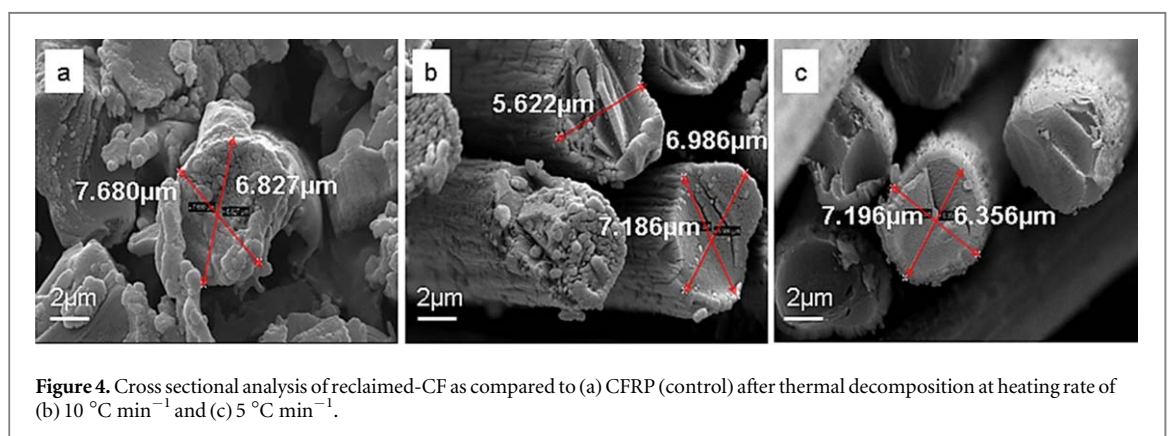 a
7.680µm
6.827µm
2µm
b
5.622µm
6.986µm
7.186µm
2µm
c
7.196µm
6.356µm
2µm
Figure 4. Cross sectional analysis of reclaimed-CF as compared to (a) CFRP (control) after thermal decomposition at heating rate of
(b) 10 °C min⁻¹ and (c) 5 °C min⁻¹.